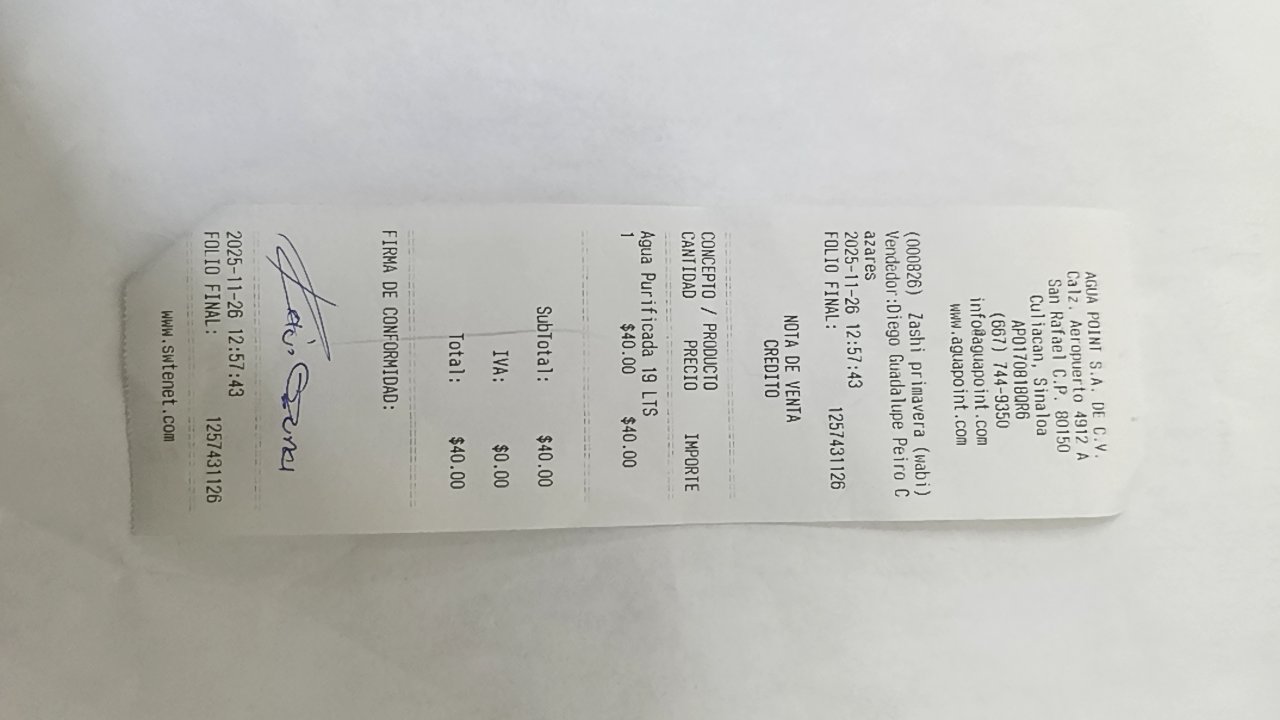 AGUA POINT S.A. DE C.V.
Calz. Aeropuerto 4912 A
San Rafael C.P. 80150
Culiacan, Sinaloa
APO170818QR6
(667) 744-9350
info@aguapoint.com
www.aguapoint.com
(000826) Zashi primavera (wabi)
Vendedor:Diego Guadalupe Peiro C
azares
2025-11-26 12:57:43
FOLIO FINAL: 1257431126
NOTA DE VENTA
CREDITO
CONCEPTO / PRODUCTO
CANTIDAD PRECIO IMPORTE
Agua Purificada 19 LTS
1 $40.00 $40.00
SubTotal: $40.00
IVA: $0.00
Total: $40.00
FIRMA DE CONFORMIDAD:
2025-11-26 12:57:43
FOLIO FINAL: 1257431126
www.swtenet.com